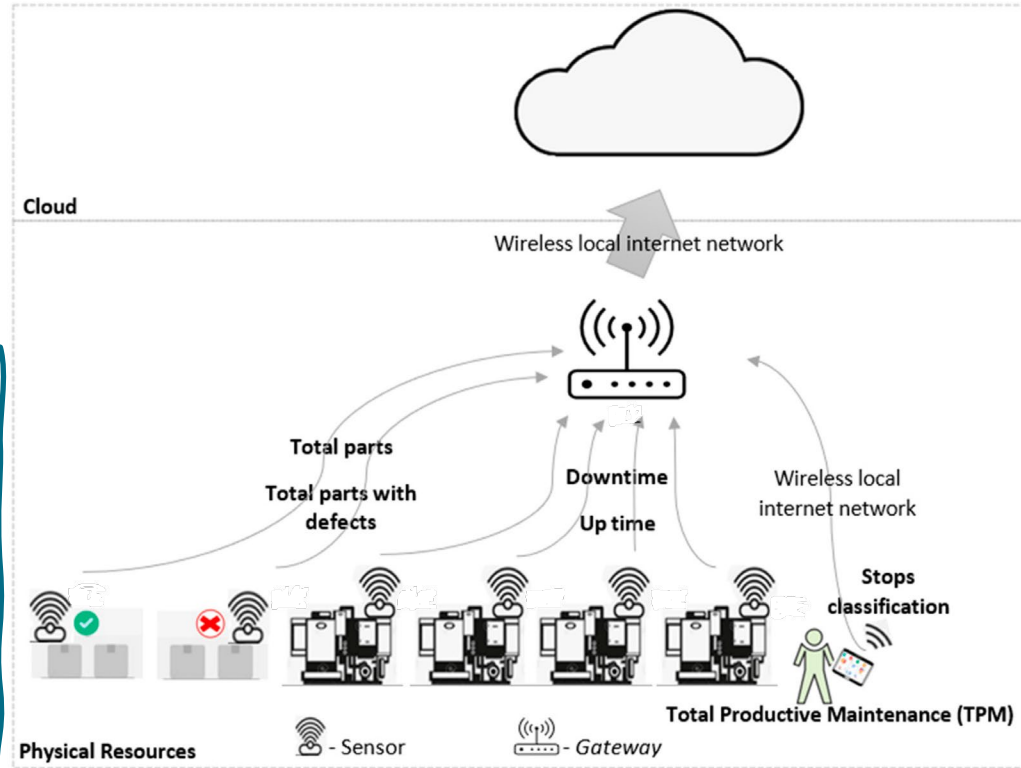 Cloud
Wireless local internet network
Total parts
Total parts with
defects
Downtime
Up time
Wireless local
internet network
Stops
classification
Total Productive Maintenance (TPM)
Physical Resources
- Sensor
- Gateway